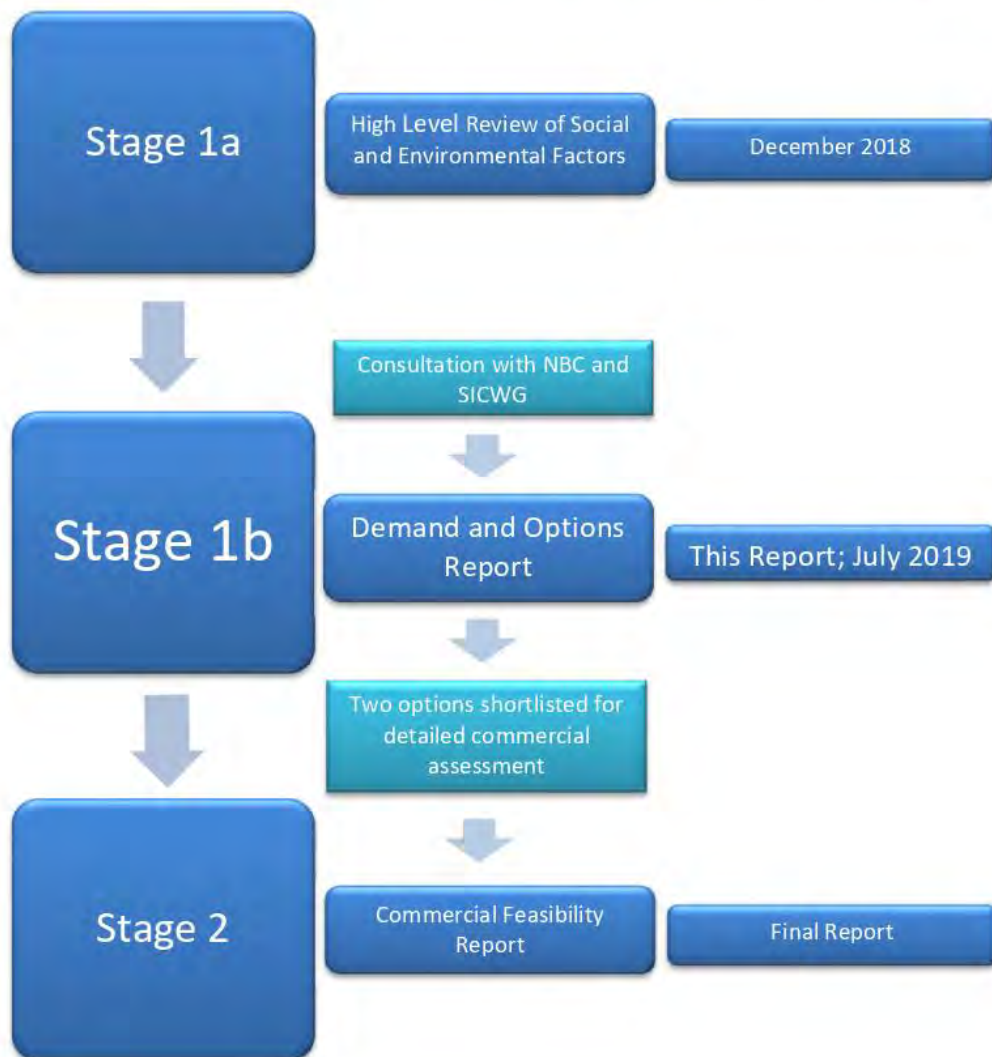 Stage 1a
High Level Review of Social
and Environmental Factors
December 2018
Consultation with NBC and
SICWG
Stage 1b
Demand and Options
Report
This Report; July 2019
Two options shortlisted for
detailed commercial
assessment
Stage 2
Commercial Feasibility
Report
Final Report